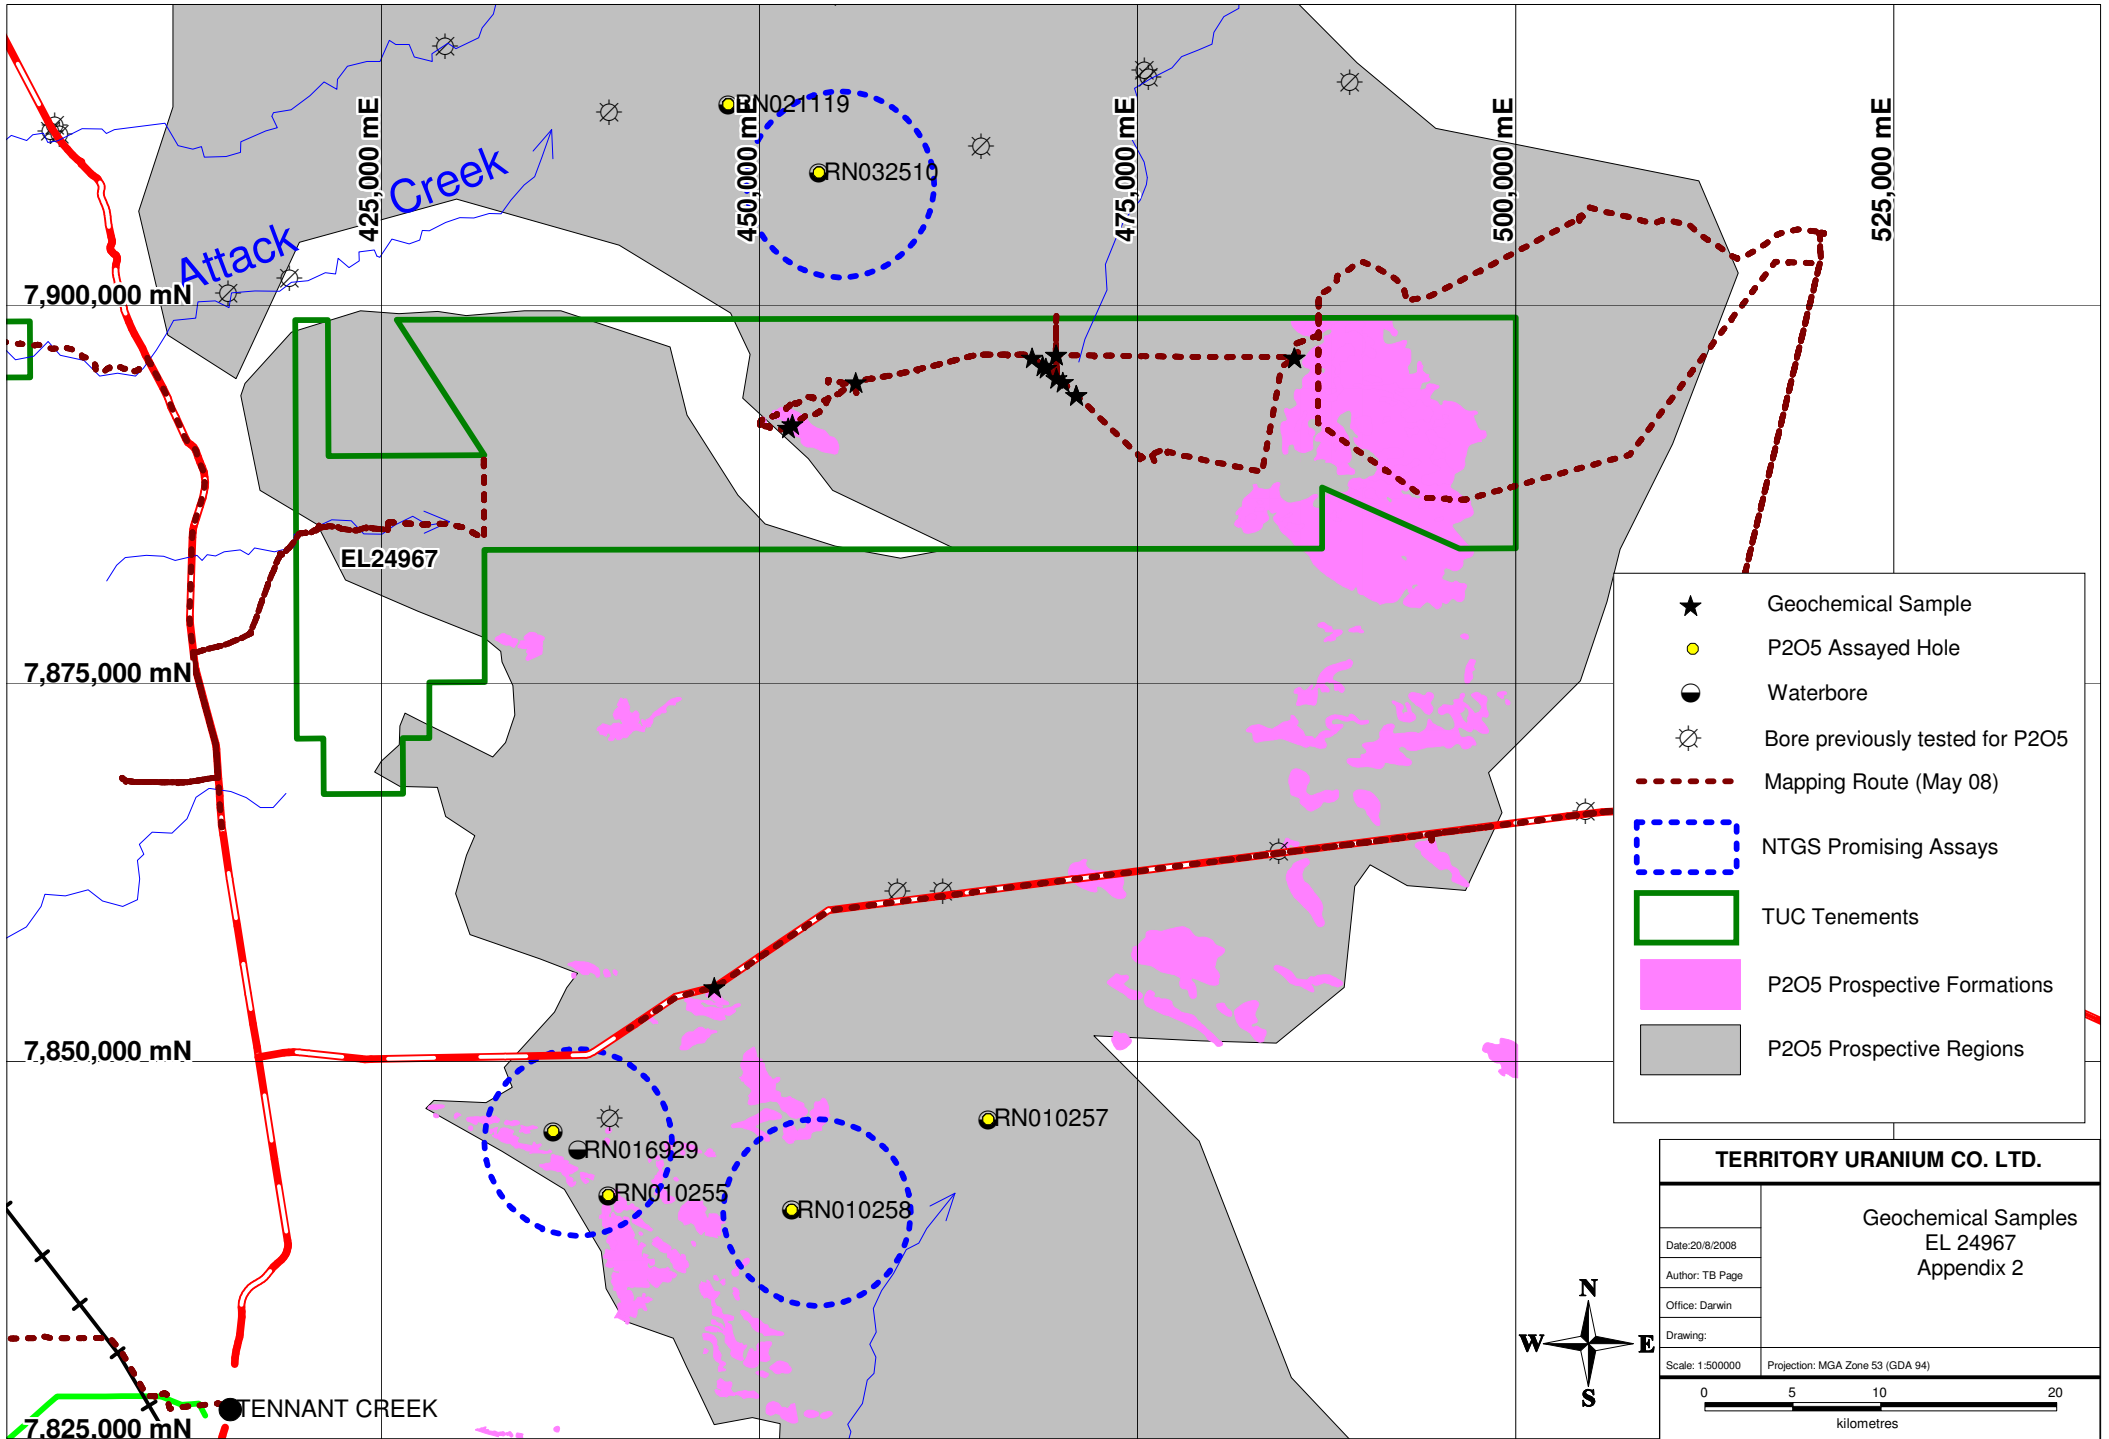 RN021119
RN032510
Attack Creek
425,000 mE
450,000 mE
475,000 mE
500,000 mE
525,000 mE
7,900,000 mN
EL24967
7,875,000 mN
7,850,000 mN
RN010257
RN016929
RN010255
RN010258
TENNANT CREEK
7,825,000 mN
Geochemical Sample
P2O5 Assayed Hole
Waterbore
Bore previously tested for P2O5
Mapping Route (May 08)
NTGS Promising Assays
TUC Tenements
P2O5 Prospective Formations
P2O5 Prospective Regions
N
W E
S
TERRITORY URANIUM CO. LTD.
Geochemical Samples
EL 24967
Appendix 2
Date:20/8/2008
Author: TB Page
Office: Darwin
Drawing:
Scale: 1:500000
Projection: MGA Zone 53 (GDA 94)
0 5 10 20
kilometres